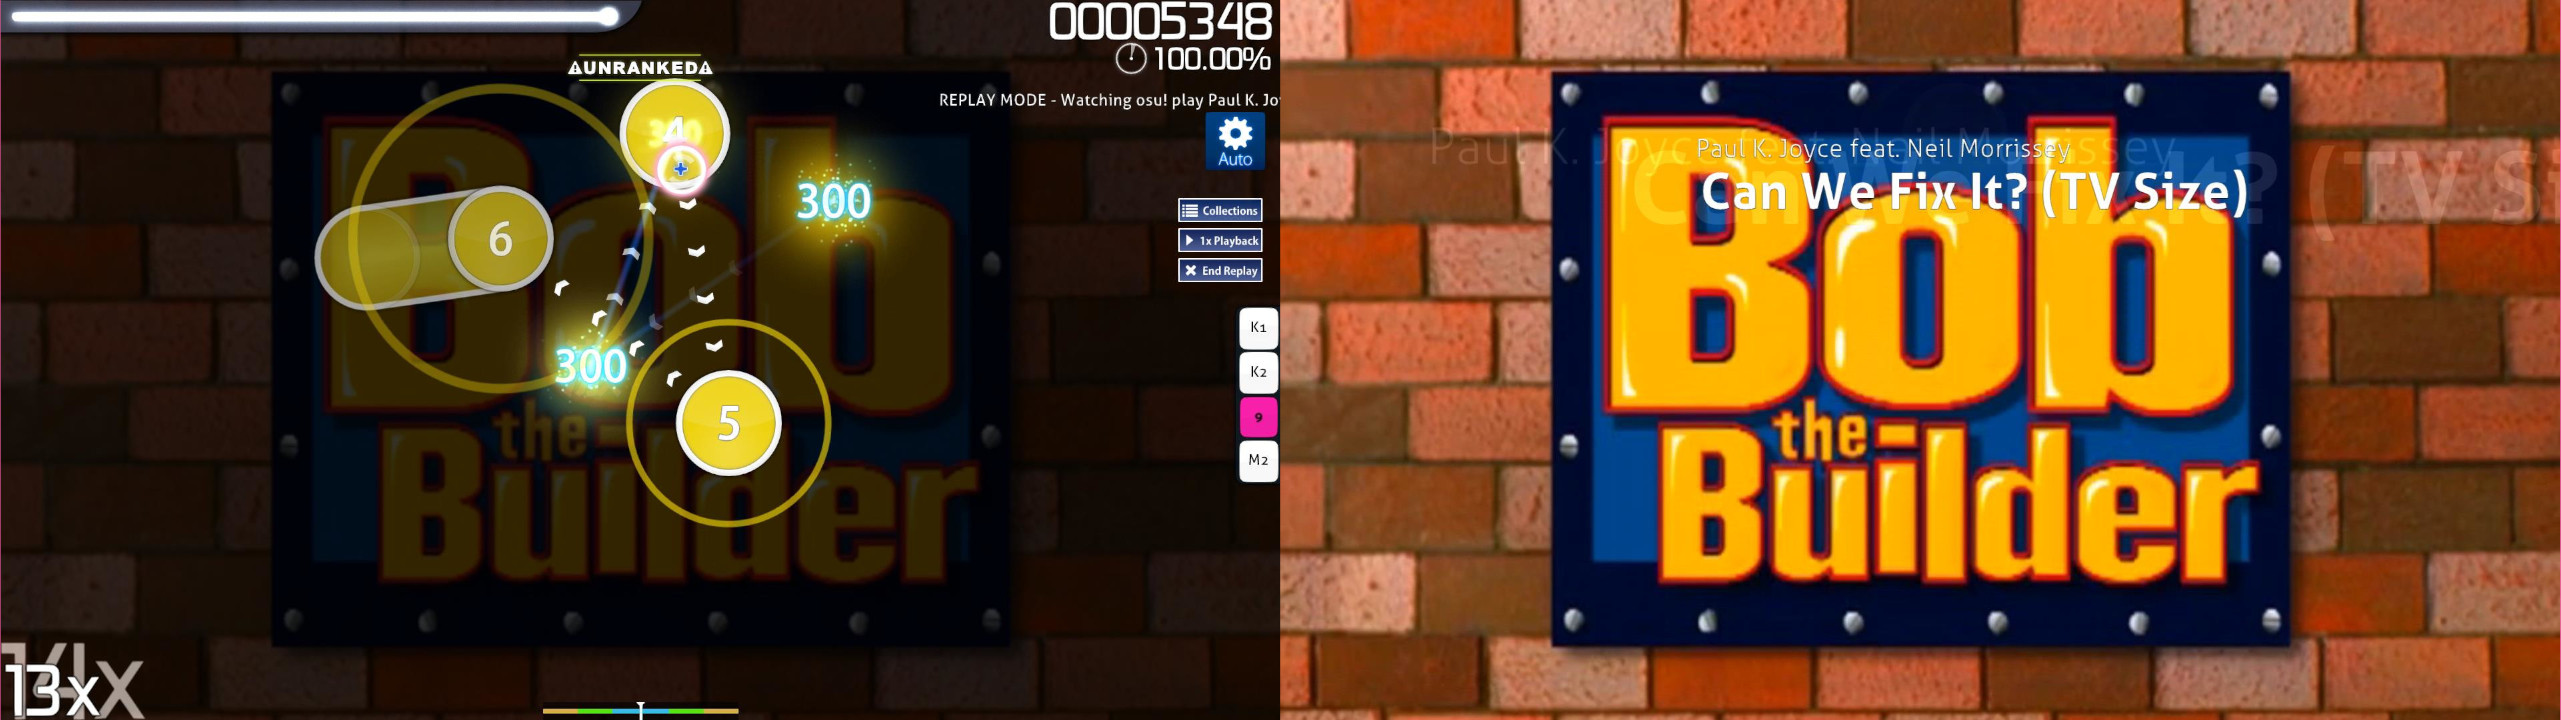 00005348
100.00%
⚠UNRANKED⚠
REPLAY MODE - Watching osu! play Paul K. Jo
Auto
4
300
300
300
6
5
Collections
1x Playback
End Replay
K1
K2
9
M2
13x
14x
Bob
the
Builder
Paul K. Joyce feat. Neil Morrissey
Can We Fix It? (TV Size)
Bob
the
Builder